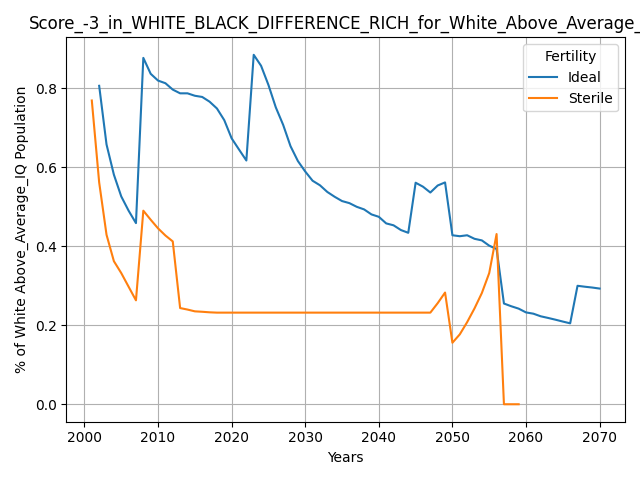 Score_-3_in_WHITE_BLACK_DIFFERENCE_RICH_for_White_Above_Average_
Fertility
Ideal
Sterile
% of White Above_Average_IQ Population
0.8
0.6
0.4
0.2
0.0
2000 2010 2020 2030 2040 2050 2060 2070
Years